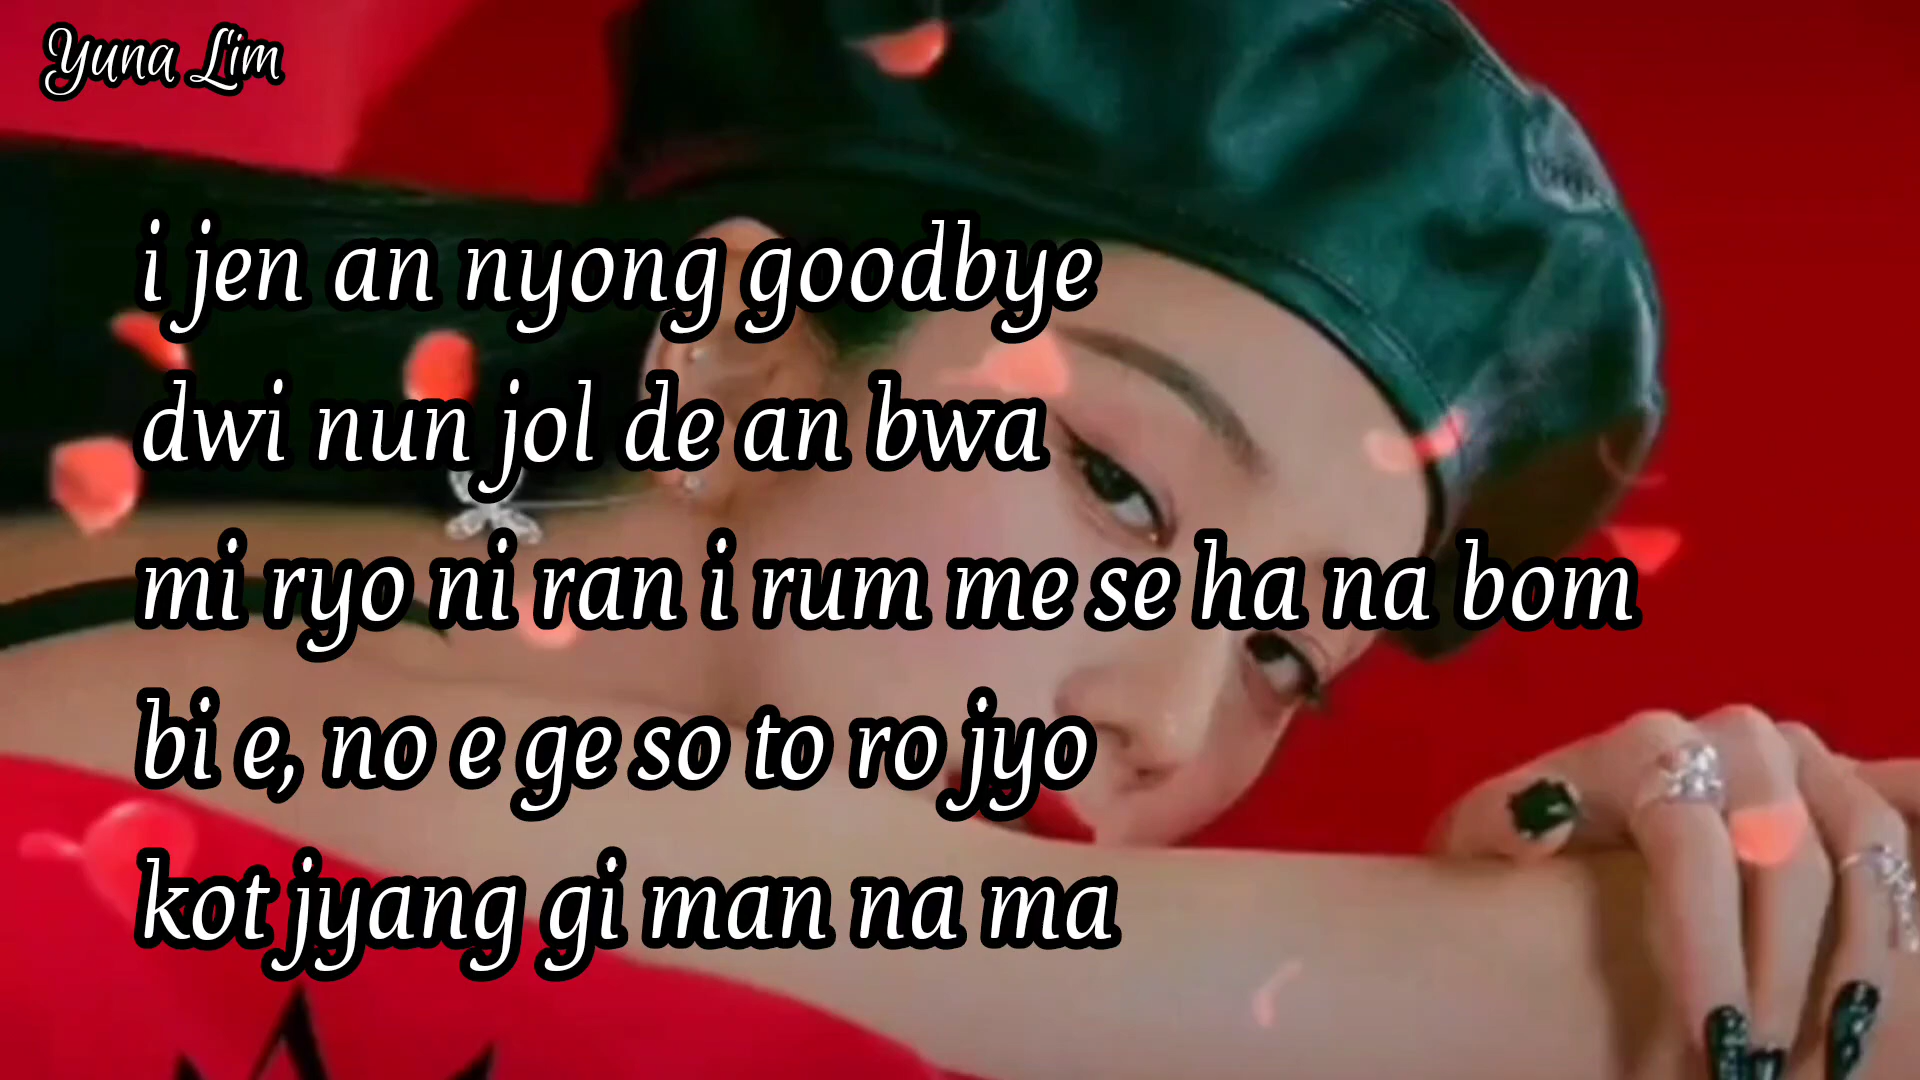 Yuna Lim
i jen an nyong goodbye
dwi nun jol de an bwa
mi ryo ni ran i rum me se ha na bom
bi e, no e ge so to ro jyo
kot jyang gi man na ma